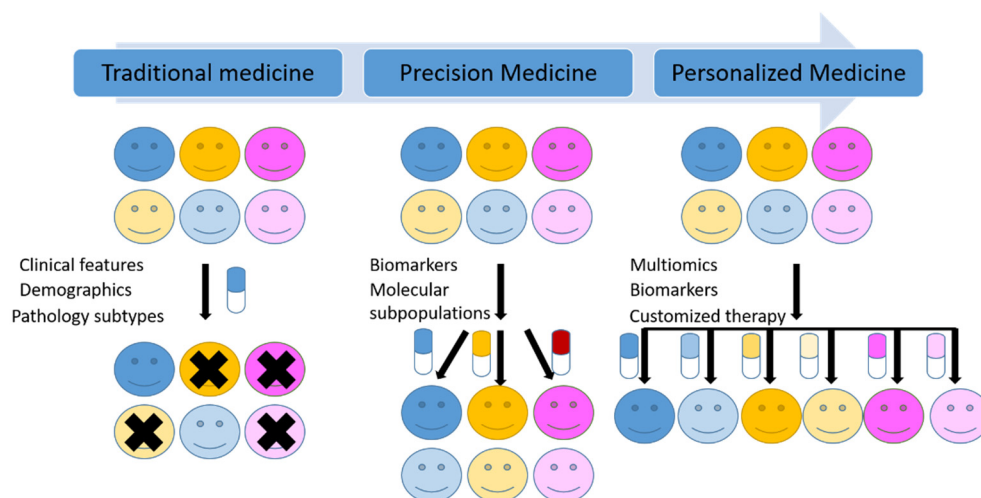 Traditional medicine
Precision Medicine
Personalized Medicine
Clinical features
Demographics
Pathology subtypes
Biomarkers
Molecular
subpopulations
Multiomics
Biomarkers
Customized therapy